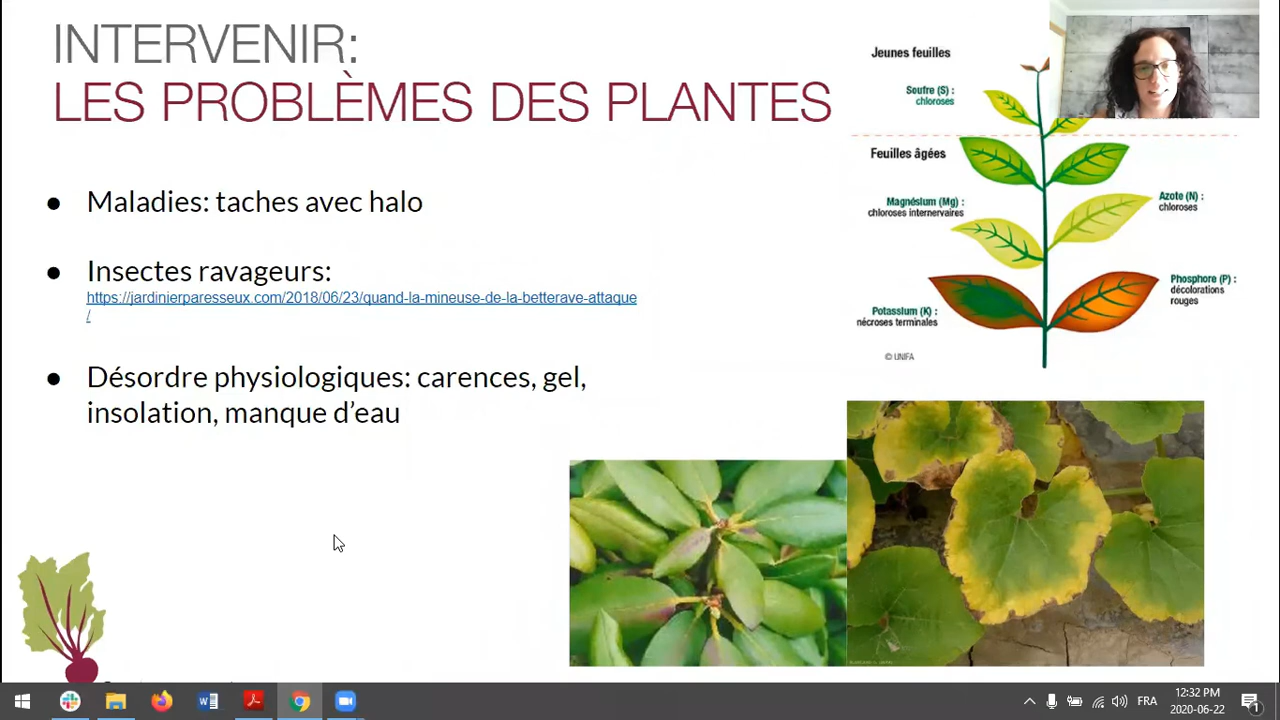 INTERVENIR:
LES PROBLÈMES DES PLANTES
● Maladies: taches avec halo
● Insectes ravageurs:
https://jardinierparesseux.com/2018/06/23/quand-la-mineuse-de-la-betterave-attaque
/
● Désordre physiologiques: carences, gel,
insolation, manque d’eau
Jeunes feuilles
Soufre (S) :
chloroses
Feuilles âgées
Magnésium (Mg) :
chloroses internervaires
Azote (N) :
chloroses
Phosphore (P) :
décolorations
rouges
Potassium (K) :
nécroses terminales
© UNIFA
FRA
12:32 PM
2020-06-22
1